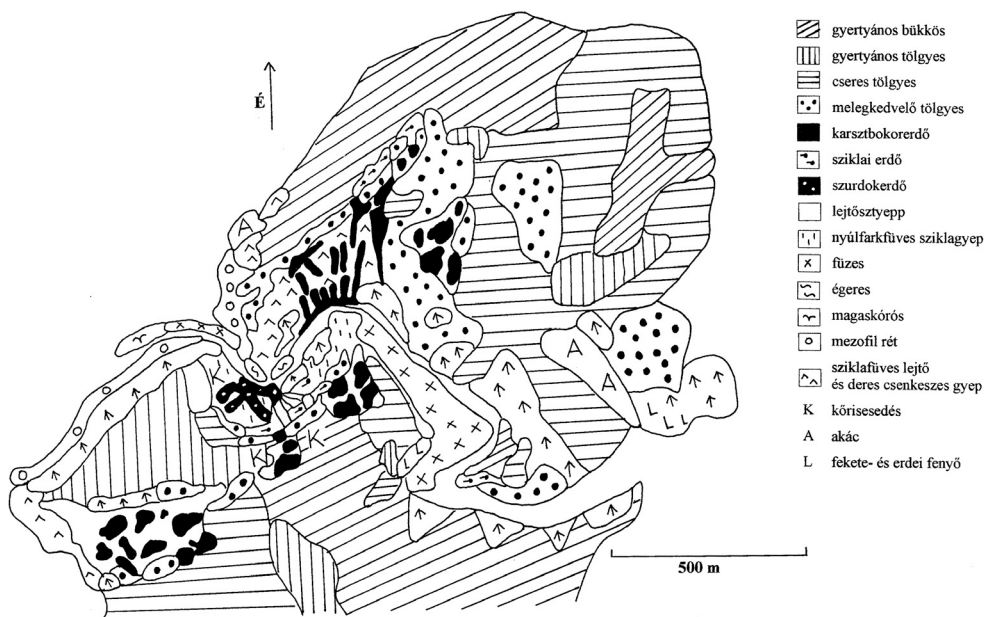 É
gyertyános bükkös
gyertyános tölgyes
cseres tölgyes
melegkedvelő tölgyes
karsztbokorerdő
sziklai erdő
szurdokerdő
lejtősztyepp
nyúlfarkfüves sziklagyep
füzes
égeres
magaskórós
mezofil rét
sziklafüves lejtő
és deres csenkeszes gyep
K kőrisesedés
A akác
L fekete- és erdei fenyő
A
A
A
K
K
K
L
L L
L L
500 m